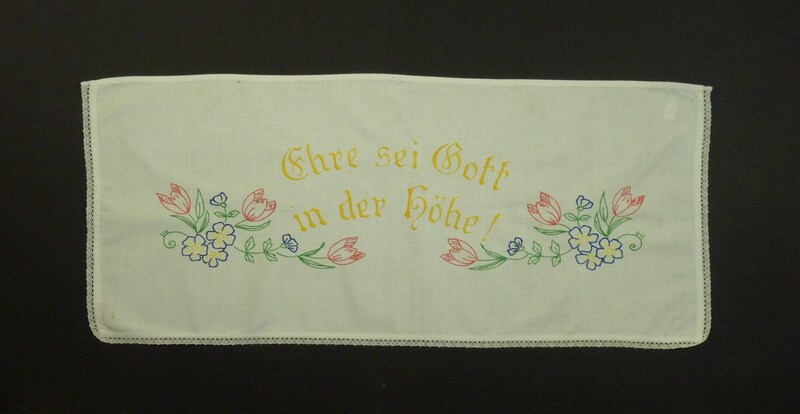 Ehre sei Gott
in der Höhe!